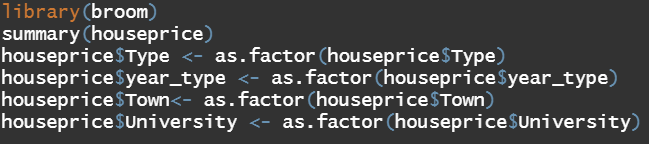 library(broom)
summary(houseprice)
houseprice$Type <- as.factor(houseprice$Type)
houseprice$year_type <- as.factor(houseprice$year_type)
houseprice$Town<- as.factor(houseprice$Town)
houseprice$University <- as.factor(houseprice$University)